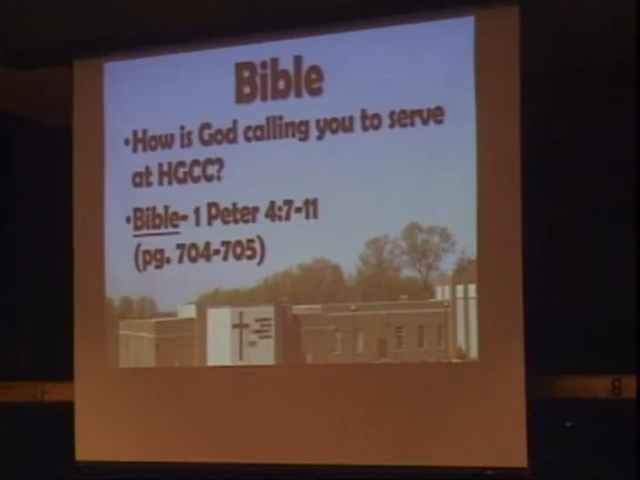 Bible
•How is God calling you to serve
at HGCC?
•Bible- 1 Peter 4:7-11
(pg. 704-705)
8